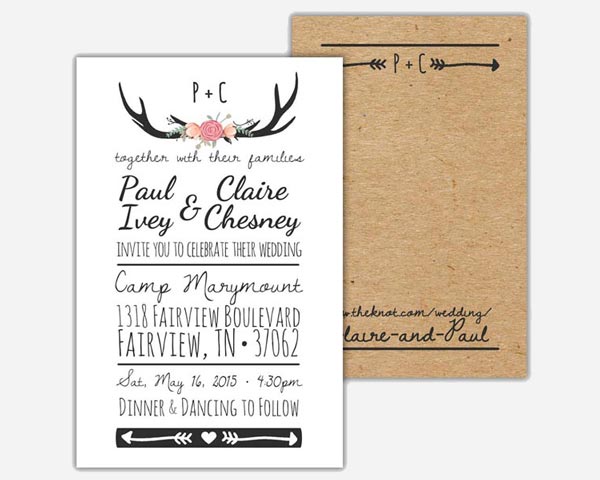 P + C
together with their families
Paul Ivey & Claire Chesney
INVITE YOU TO CELEBRATE THEIR WEDDING
Camp Marymount
1318 FAIRVIEW BOULEVARD
FAIRVIEW, TN • 37062
Sat, May 16, 2015 • 4:30pm
DINNER & DANCING TO FOLLOW
P + C
w.theknot.com/wedding/
laire-and-Paul